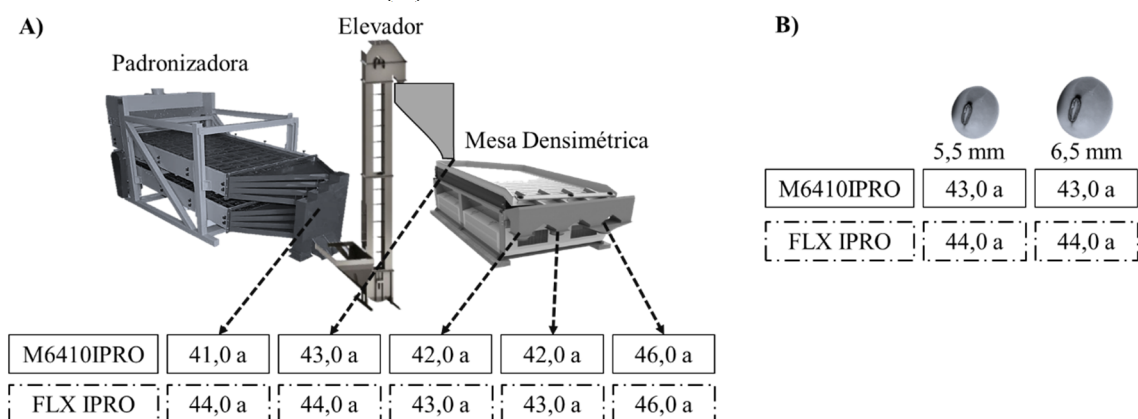 A)
Elevador
B)
Padronizadora
Mesa Densimétrica
5,5 mm 6,5 mm
M6410IPRO 43,0 a 43,0 a
FLX IPRO 44,0 a 44,0 a
M6410IPRO 41,0 a 43,0 a 42,0 a 42,0 a 46,0 a
FLX IPRO 44,0 a 44,0 a 43,0 a 43,0 a 46,0 a